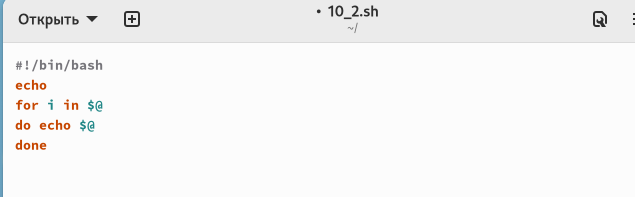 Открыть
• 10_2.sh
~/
#!/bin/bash
echo
for i in $@
do echo $@
done